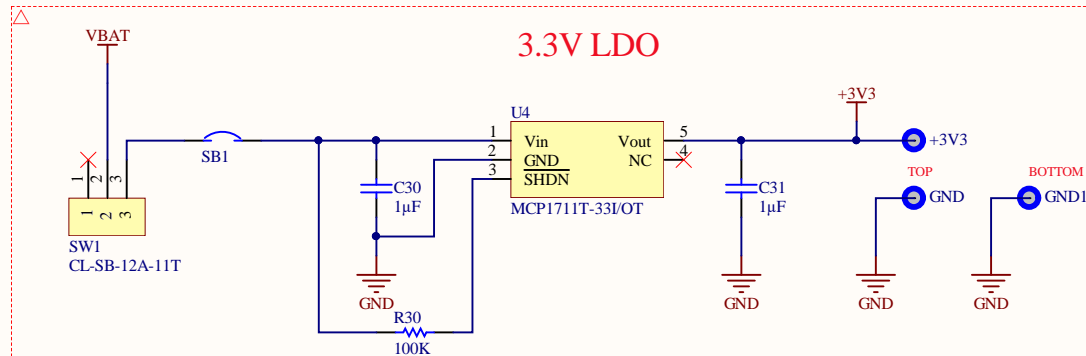 3.3V LDO
VBAT
+3V3
U4
1
Vin
Vout
5
+3V3
2
GND
NC
4
3
SHDN
SB1
C30
1µF
MCP1711T-33I/OT
C31
1µF
TOP
GND
BOTTOM
GND1
1
2
3
1
2
3
SW1
CL-SB-12A-11T
GND
GND
GND
GND
R30
100K